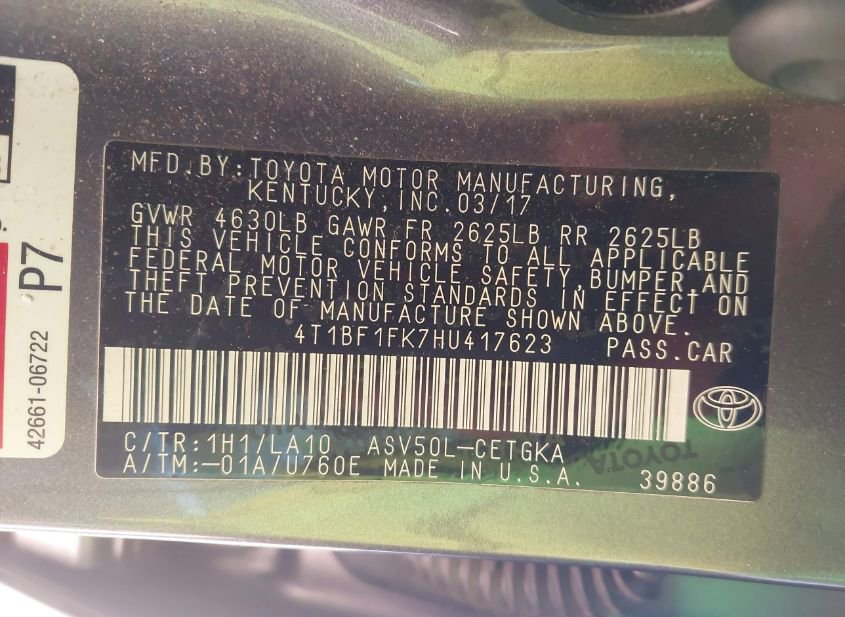 MFD.BY:TOYOTA MOTOR MANUFACTURING,
KENTUCKY,INC.03/17
GVWR 4630LB GAWR FR 2625LB RR 2625LB
THIS VEHICLE CONFORMS TO ALL APPLICABLE
FEDERAL MOTOR VEHICLE SAFETY,BUMPER,AND
THEFT PREVENTION STANDARDS IN EFFECT ON
THE DATE OF MANUFACTURE SHOWN ABOVE.
4T1BF1FK7HU417623 PASS.CAR
C/TR:1H1/LA10 ASV50L-CETGKA
A/TM:-01A/U760E MADE IN U.S.A. 39886
TOYOTA
P7
42661-06722